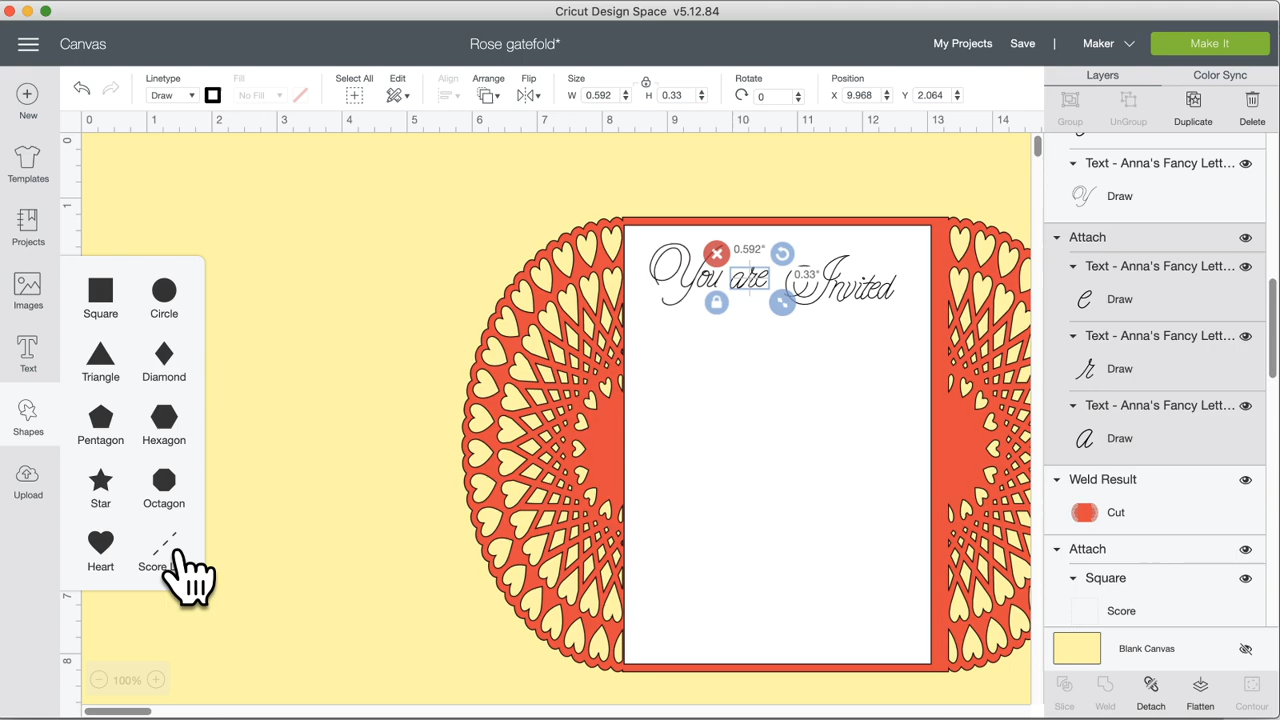 Cricut Design Space v5.12.84
Canvas
Rose gatefold*
My Projects
Save
|
Maker
Make It
New
Templates
Projects
Images
Text
Shapes
Upload
Linetype
Draw
Fill
No Fill
Select All
Edit
Align
Arrange
Flip
Size
W 0.592
H 0.33
Rotate
0
Position
X 9.968
Y 2.064
0 1 2 3 4 5 6 7 8 9 10 11 12 13 14
0
1
7
8
Square
Circle
Triangle
Diamond
Pentagon
Hexagon
Star
Octagon
Heart
Score
100%
0.592"
0.33"
You are Invited
Layers
Color Sync
Group
UnGroup
Duplicate
Delete
Text - Anna's Fancy Lett...
Y Draw
Attach
Text - Anna's Fancy Lett...
e Draw
Text - Anna's Fancy Lett...
r Draw
Text - Anna's Fancy Lett...
a Draw
Weld Result
Cut
Attach
Square
Score
Blank Canvas
Slice
Weld
Detach
Flatten
Contour